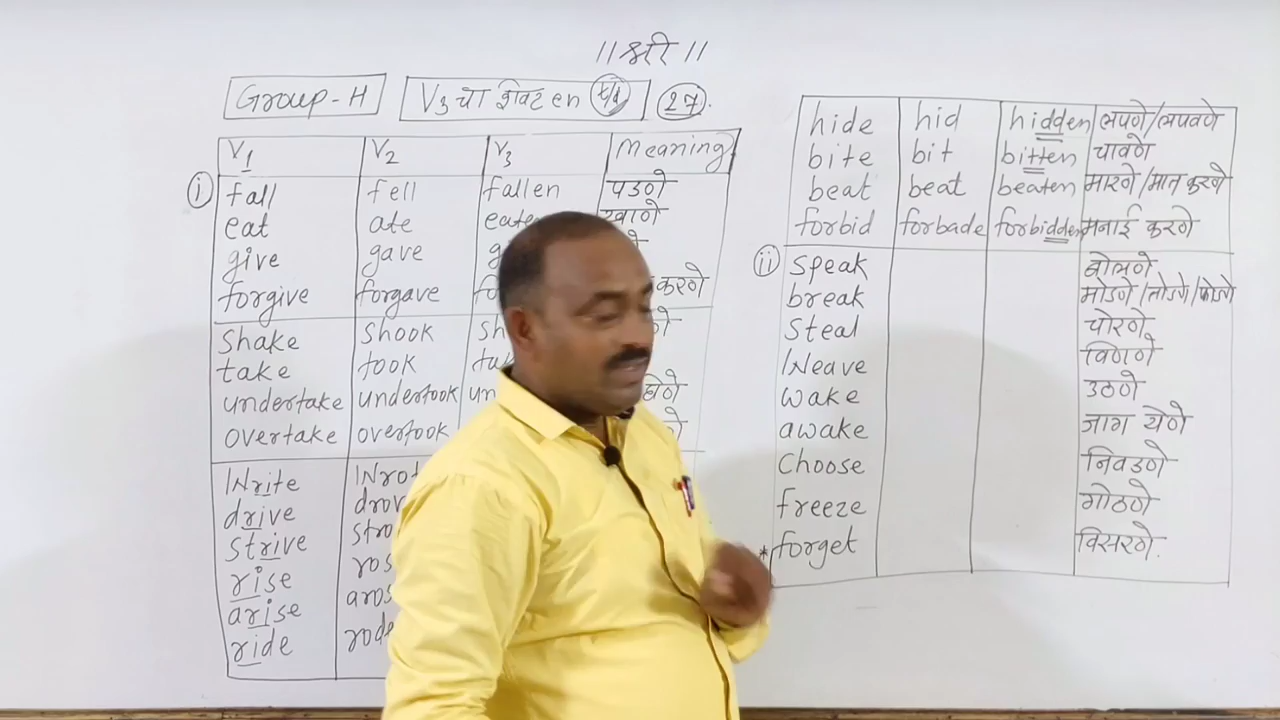 ||श्री||
Group-H V3 चा शेवट en 27.
V1 V2 V3 Meaning
i fall fell fallen पडणे
eat ate खाणे
give gave
forgive forgave करणे
shake shook
take took
undertake undertook
overtake overtook
Write
drive
strive
rise
arise
ride rode
hide hid hidden लपणे/लपवणे
bite bit bitten चावणे
beat beat beaten मारणे/मात करणे
forbid forbade forbidden मनाई करणे
ii Speak बोलणे
break मोडणे/तोडणे/फोडणे
Steal चोरणे
Weave विणणे
wake उठणे
awake जाग येणे
Choose निवडणे
freeze गोठणे
*forget विसरणे.